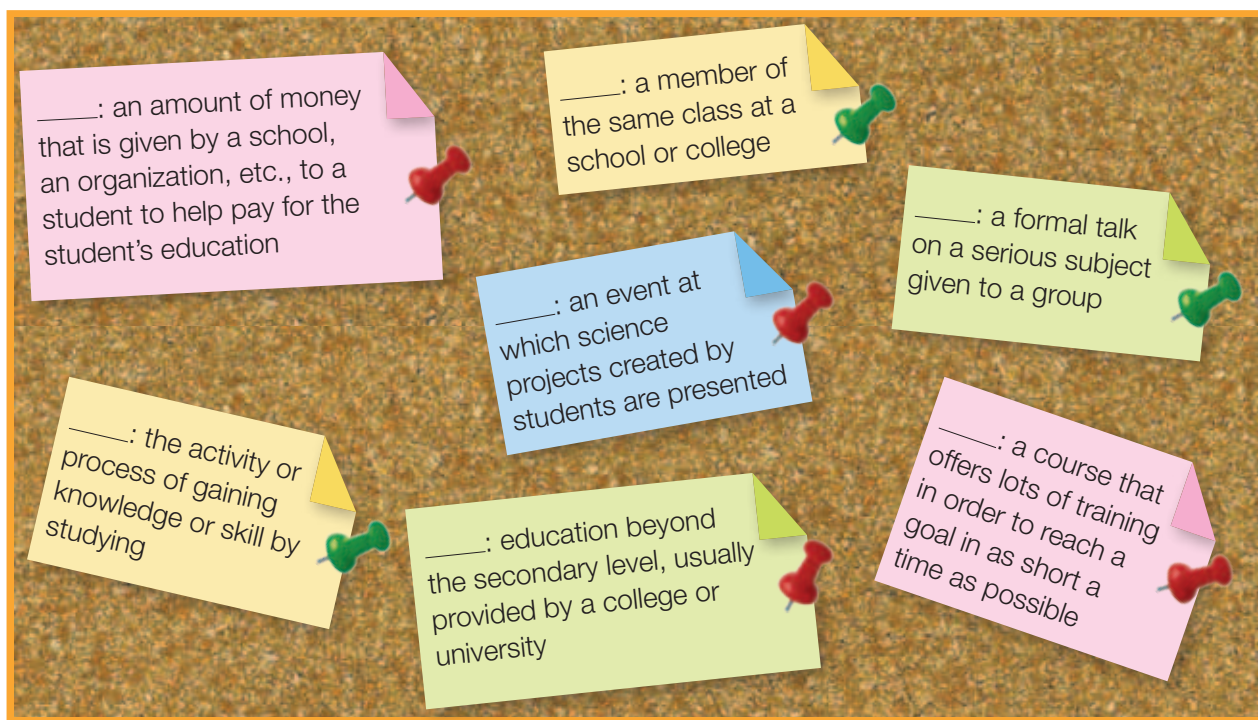 _____: an amount of money
that is given by a school,
an organization, etc., to a
student to help pay for the
student’s education
_____: a member of
the same class at a
school or college
_____: a formal talk
on a serious subject
given to a group
_____: an event at
which science
projects created by
students are presented
_____: the activity or
process of gaining
knowledge or skill by
studying
_____: education beyond
the secondary level, usually
provided by a college or
university
_____: a course that
offers lots of training
in order to reach a
goal in as short a
time as possible